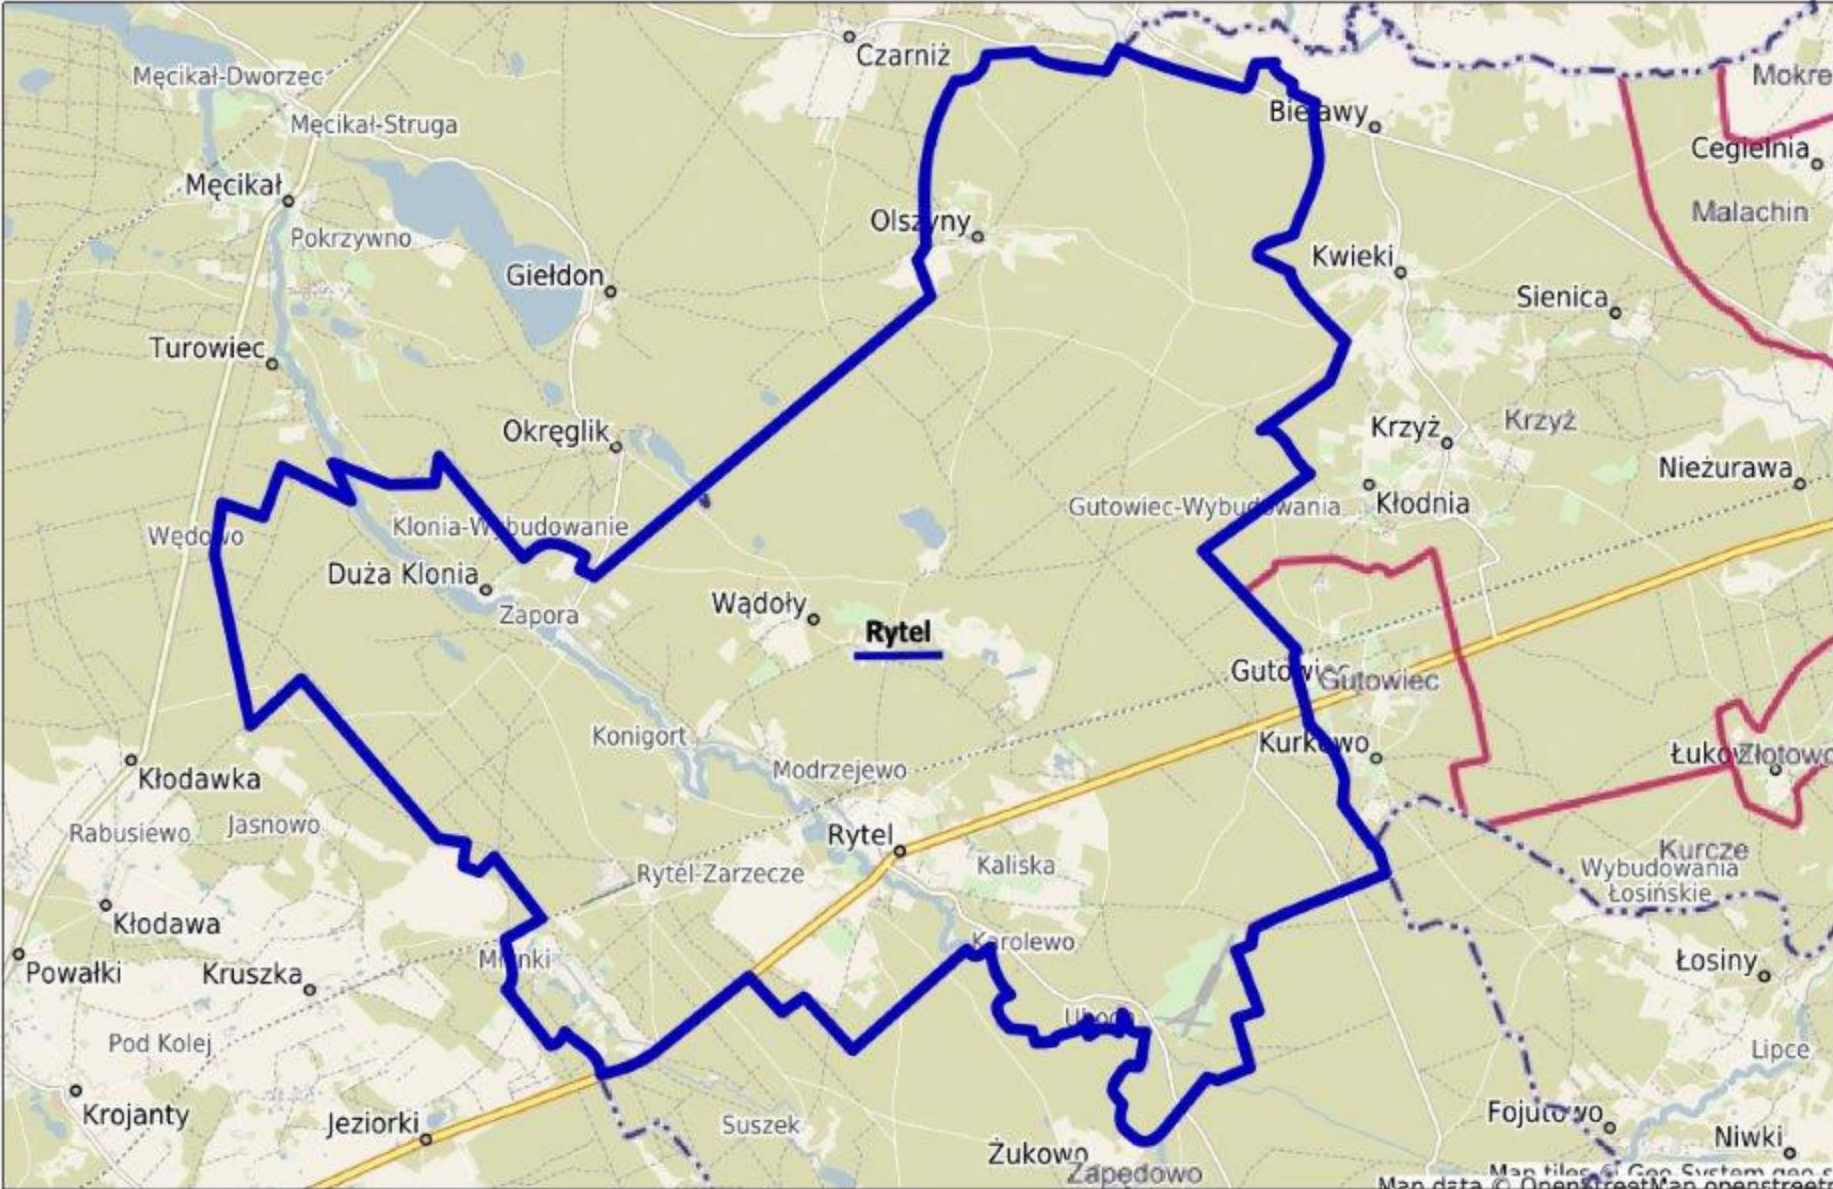 Czarniż
Męcikał-Dworzec
Mokre
Bielawy
Męcikał-Struga
Cegielnia
Męcikał
Malachin
Olszyny
Pokrzywno
Kwieki
Giełdon
Sienica
Turowiec
Krzyż
Krzyż
Okręglik
Nieżurawa
Kłodnia
Gutowiec-Wybudowania
Klonia-Wybudowanie
Wędowo
Duża Klonia
Wądoły
Zapora
Rytel
Gutowiec
Gutowiec
Konigort
Kurkowo
Złotowo
Modrzejewo
Kłodawka
Jasnowo
Rabusiewo
Rytel
Kurcze
Kaliska
Rytel-Zarzecze
Wybudowania
Łosińskie
Kłodawa
Karolewo
Młynki
Łosiny
Powałki
Kruszka
Uboga
Pod Kolej
Lipce
Krojanty
Jeziorki
Suszek
Fojutowo
Niwki
Żukowo
Zapędowo